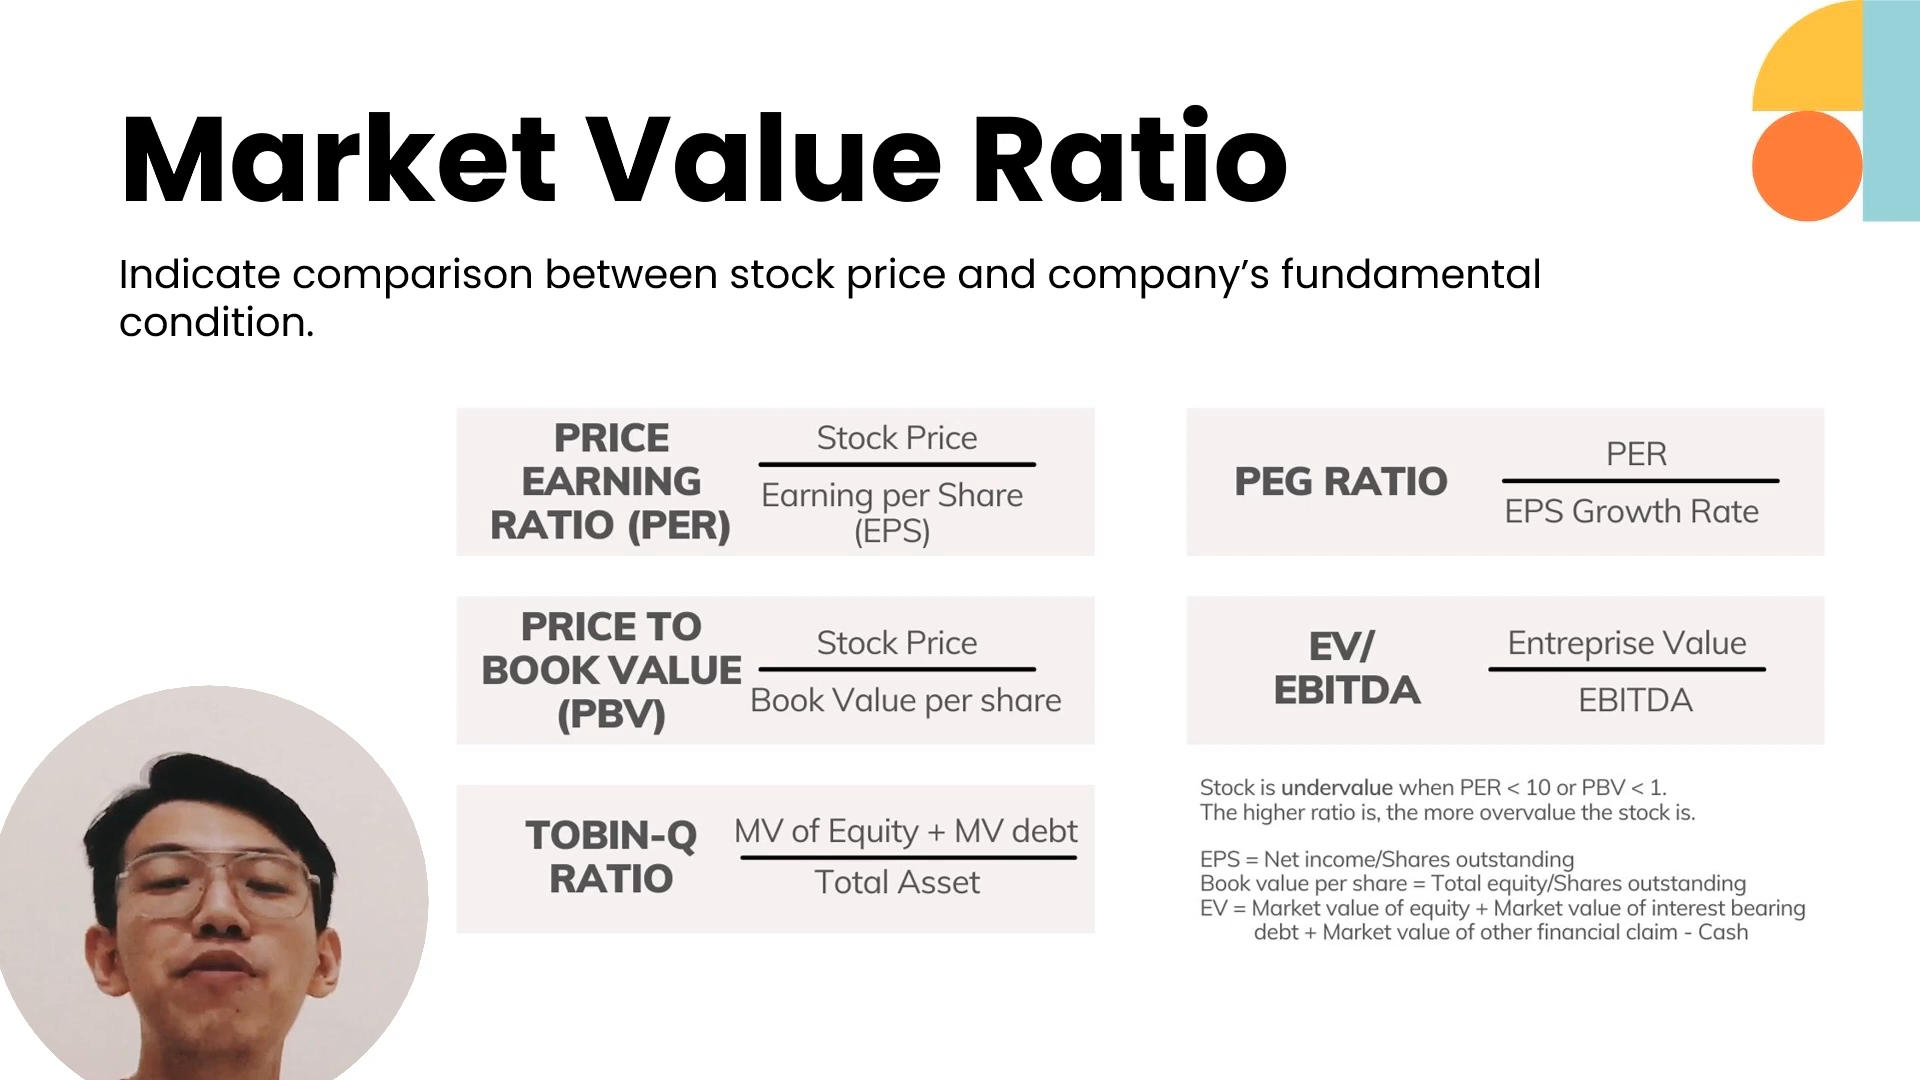 Market Value Ratio
Indicate comparison between stock price and company’s fundamental
condition.
PRICE
EARNING
RATIO (PER)
Stock Price
Earning per Share
(EPS)
PRICE TO
BOOK VALUE
(PBV)
Stock Price
Book Value per share
TOBIN-Q
RATIO
MV of Equity + MV debt
Total Asset
PEG RATIO
PER
EPS Growth Rate
EV/
EBITDA
Entreprise Value
EBITDA
Stock is undervalue when PER < 10 or PBV < 1.
The higher ratio is, the more overvalue the stock is.
EPS = Net income/Shares outstanding
Book value per share = Total equity/Shares outstanding
EV = Market value of equity + Market value of interest bearing
debt + Market value of other financial claim - Cash